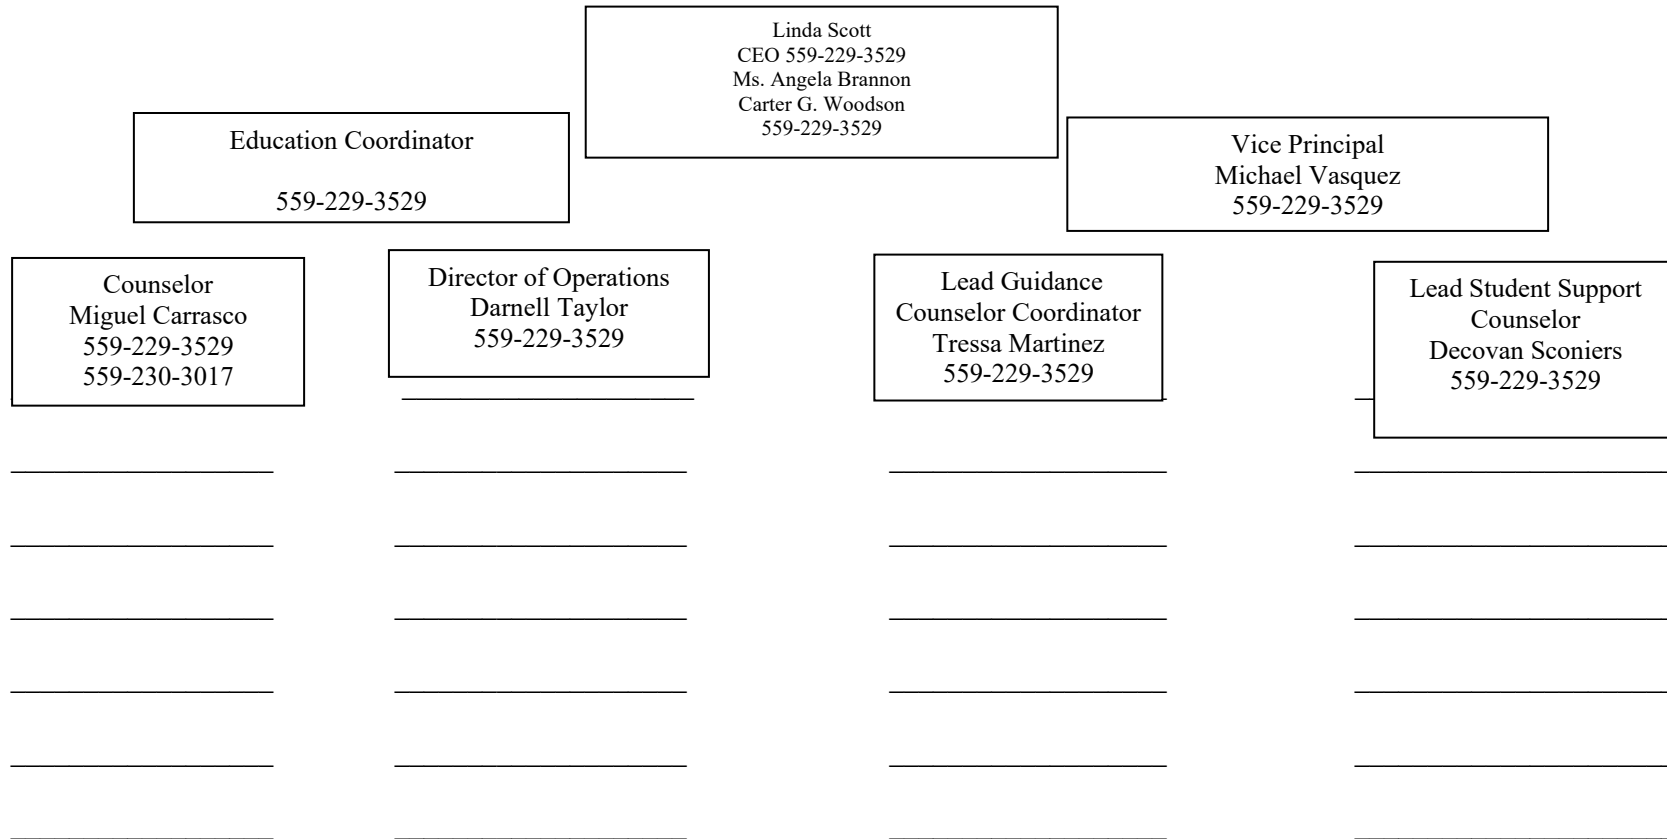 Linda Scott
CEO 559-229-3529
Ms. Angela Brannon
Carter G. Woodson
559-229-3529
Education Coordinator
559-229-3529
Vice Principal
Michael Vasquez
559-229-3529
Counselor
Miguel Carrasco
559-229-3529
559-230-3017
Director of Operations
Darnell Taylor
559-229-3529
Lead Guidance
Counselor Coordinator
Tressa Martinez
559-229-3529
Lead Student Support
Counselor
Decovan Sconiers
559-229-3529